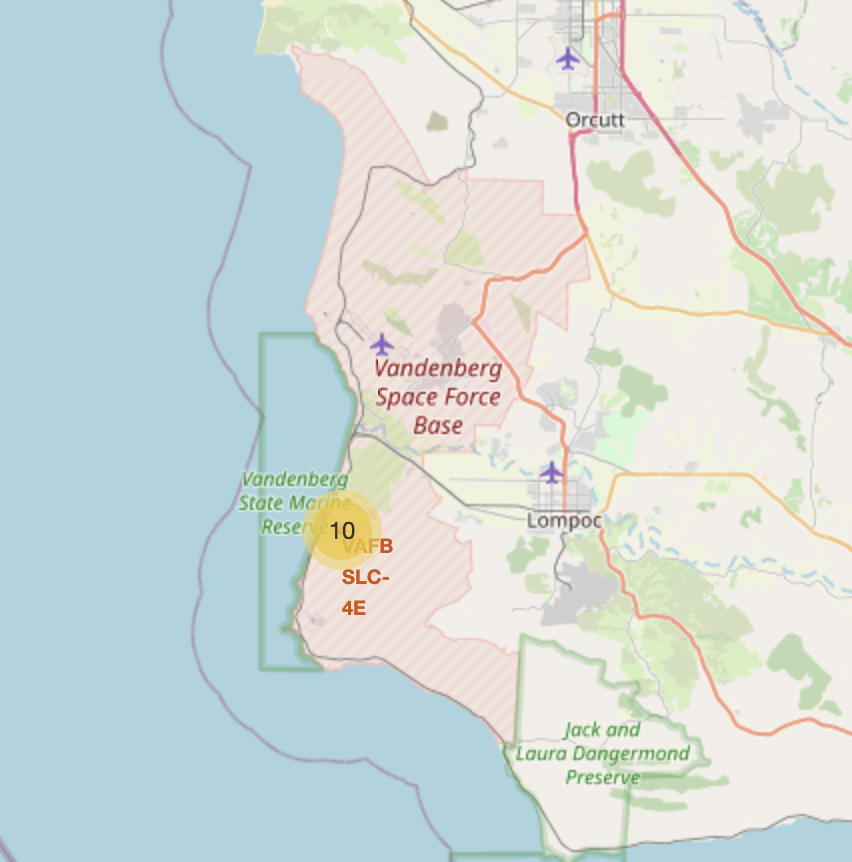 Orcutt
Vandenberg
Space Force
Base
Vandenberg
State Marine
Reserve
10
VAFB
SLC-
4E
Lompoc
Jack and
Laura Dangermond
Preserve